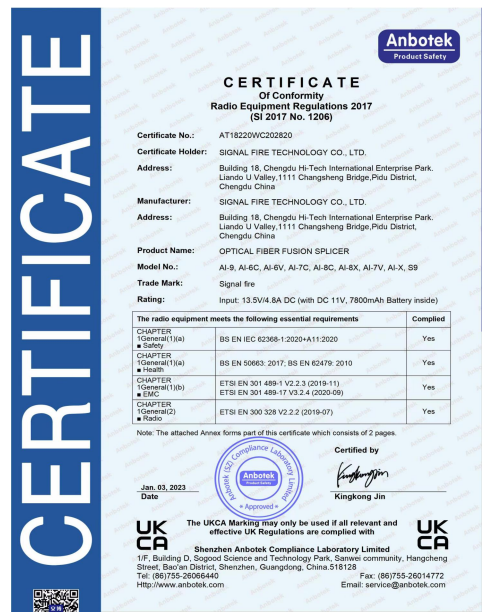 CERTIFICATE
Anbotek
Product Safety
CERTIFICATE
Of Conformity
Radio Equipment Regulations 2017
(SI 2017 No. 1206)
Certificate No.: AT18220WC202820
Certificate Holder: SIGNAL FIRE TECHNOLOGY CO., LTD.
Address: Building 18, Chengdu Hi-Tech International Enterprise Park.
Liando U Valley,1111 Changsheng Bridge,Pidu District,
Chengdu China
Manufacturer: SIGNAL FIRE TECHNOLOGY CO., LTD.
Address: Building 18, Chengdu Hi-Tech International Enterprise Park.
Liando U Valley,1111 Changsheng Bridge,Pidu District,
Chengdu China
Product Name: OPTICAL FIBER FUSION SPLICER
Model No.: AI-9, AI-6C, AI-6V, AI-7C, AI-8C, AI-8X, AI-7V, AI-X, S9
Trade Mark: Signal fire
Rating: Input: 13.5V/4.8A DC (with DC 11V, 7800mAh Battery inside)
The radio equipment meets the following essential requirements Complied
CHAPTER
1General(1)(a)
■ Safety
BS EN IEC 62368-1:2020+A11:2020 Yes
CHAPTER
1General(1)(a)
■ Health
BS EN 50663: 2017; BS EN 62479: 2010 Yes
CHAPTER
1General(1)(b)
■ EMC
ETSI EN 301 489-1 V2.2.3 (2019-11)
ETSI EN 301 489-17 V3.2.4 (2020-09)
Yes
CHAPTER
1General(2)
■ Radio
ETSI EN 300 328 V2.2.2 (2019-07) Yes
Note: The attached Annex forms part of this certificate which consists of 2 pages.
Anbotek (SZ) Compliance Laboratory Limited
Anbotek
Product Safety
* Approved *
Certified by
Jan. 03, 2023
Date
Kingkong Jin
UK
CA
The UKCA Marking may only be used if all relevant and
effective UK Regulations are complied with
UK
CA
Shenzhen Anbotek Compliance Laboratory Limited
1/F, Building D, Sogood Science and Technology Park, Sanwei community, Hangcheng
Street, Bao'an District, Shenzhen, Guangdong, China.518128
Tel: (86)755-26066440 Fax: (86)755-26014772
Http://www.anbotek.com Email: service@anbotek.com